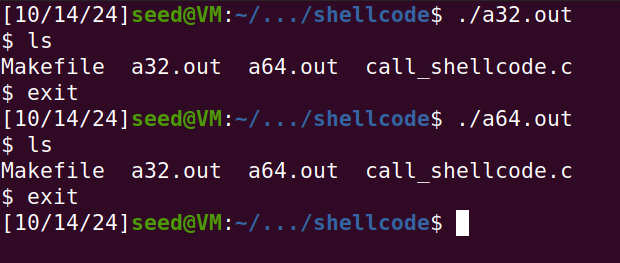 [10/14/24]seed@VM:~/.../shellcode$ ./a32.out
$ ls
Makefile  a32.out  a64.out  call_shellcode.c
$ exit
[10/14/24]seed@VM:~/.../shellcode$ ./a64.out
$ ls
Makefile  a32.out  a64.out  call_shellcode.c
$ exit
[10/14/24]seed@VM:~/.../shellcode$